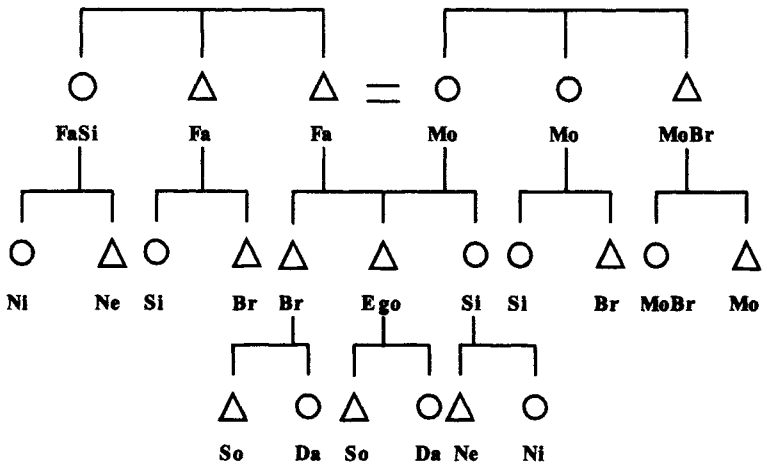 FaSi Fa Fa Mo Mo MoBr
Ni Ne Si Br Br Ego Si Si Br MoBr Mo
So Da So Da Ne Ni